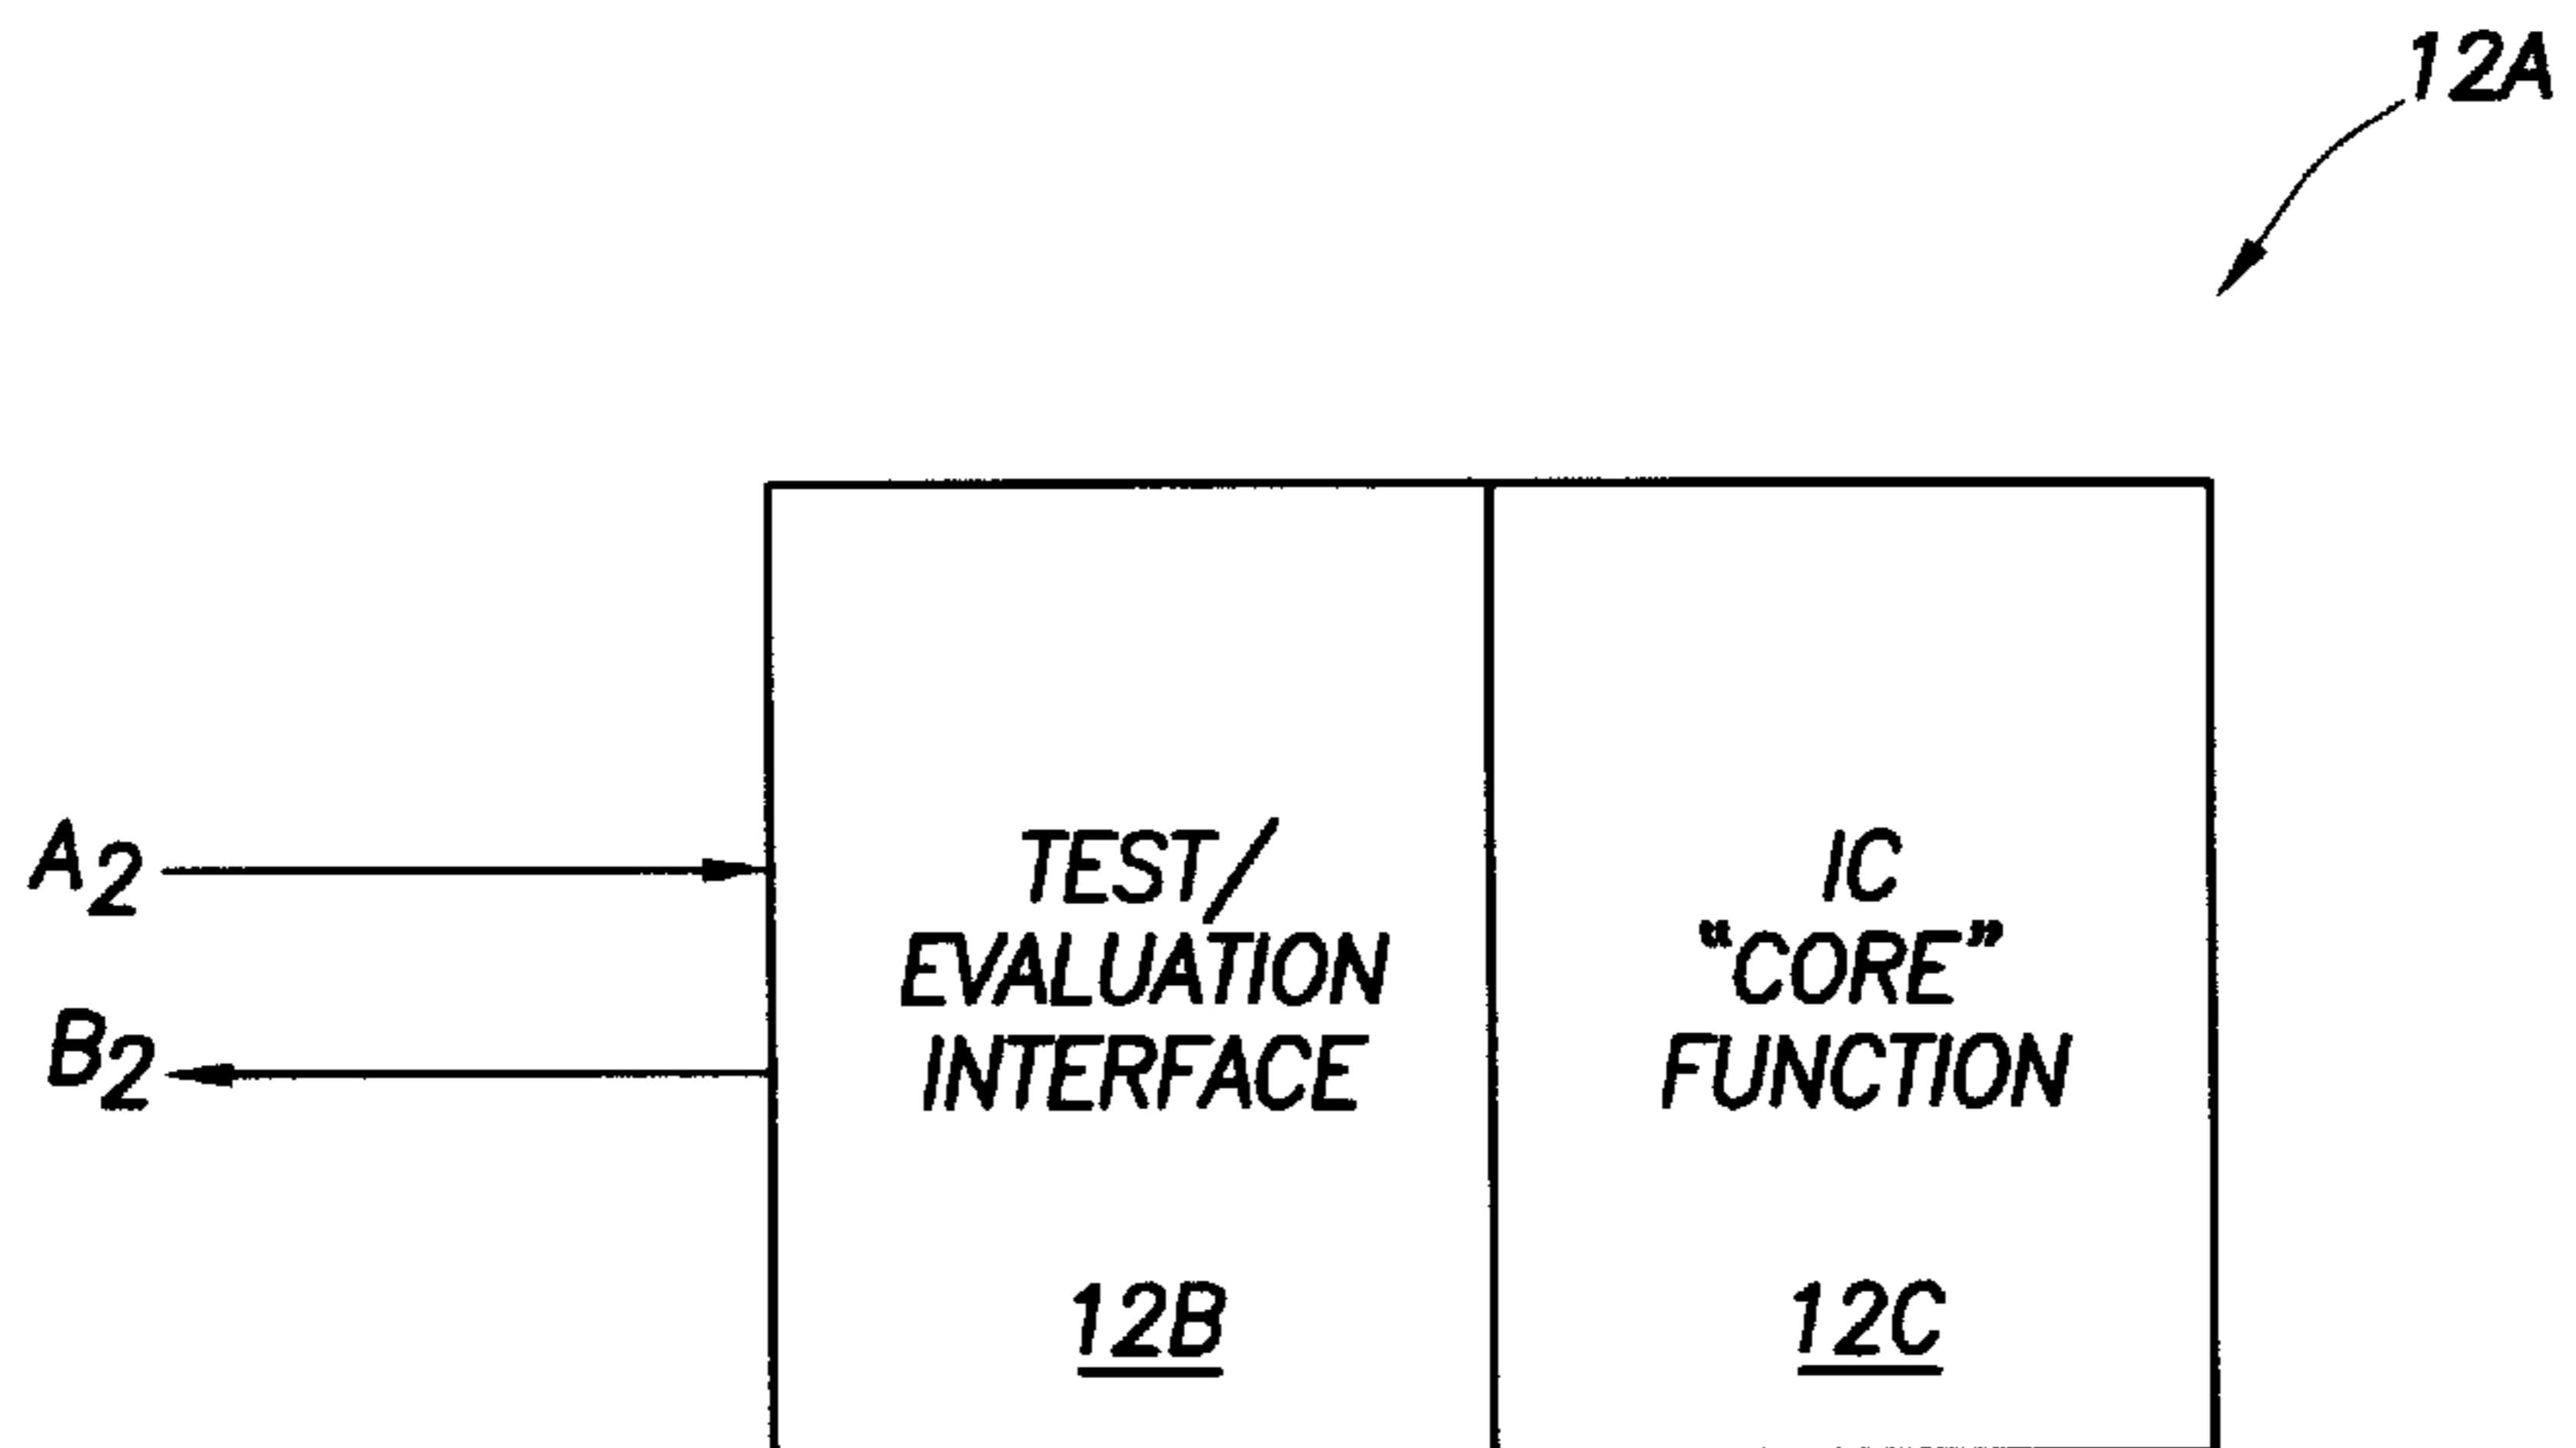 12A
A2
B2
TEST/
EVALUATION
INTERFACE
12B
IC
“CORE”
FUNCTION
12C